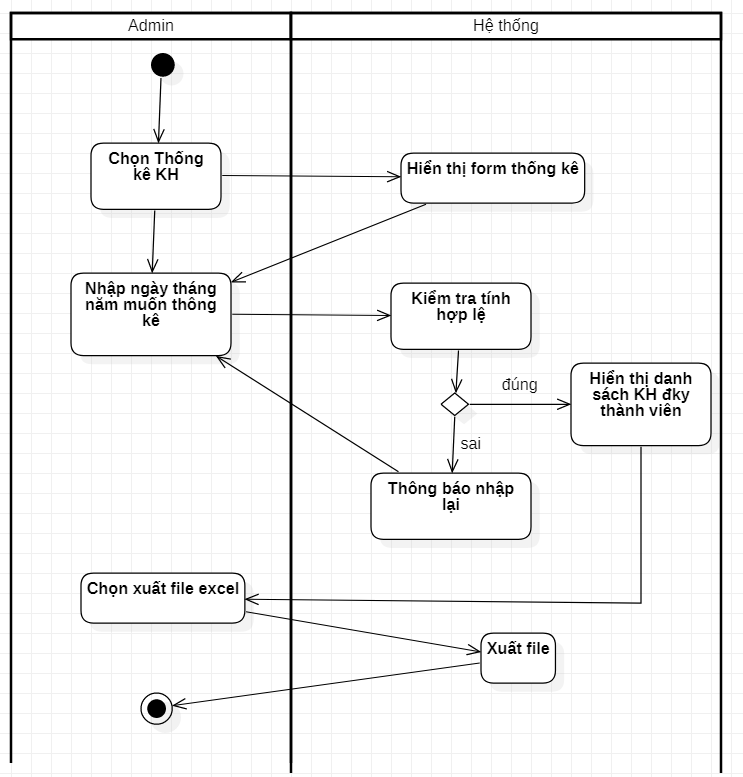 Admin
Hệ thống
Chọn Thống
kê KH
Hiển thị form thống kê
Nhập ngày tháng
năm muốn thông
kê
Kiểm tra tính
hợp lệ
đúng
Hiển thị danh
sách KH đky
thành viên
sai
Thông báo nhập
lại
Chọn xuất file excel
Xuất file